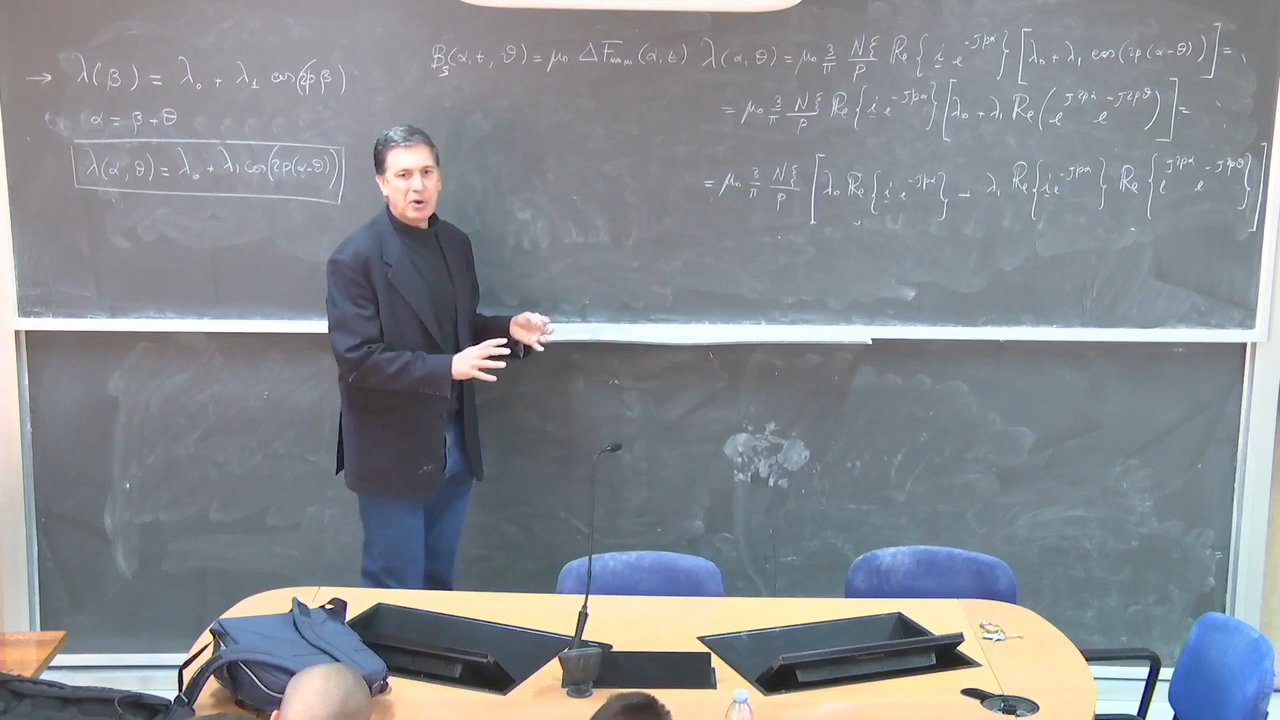 → λ(β) = λ₀ + λ₁ cos(2pβ)
α = β + θ
λ(α, θ) = λ₀ + λ₁ cos(2p(α-θ))
B_S(α, t, ϑ) = μ₀ ΔF_mm(α, t) λ(α, θ) = μ₀ 3/π Nξ/p Re{i e^{-Jpα}} [λ₀ + λ₁ cos(2p(α-θ))] =
= μ₀ 3/π Nξ/p Re{i e^{-Jpα}} [λ₀ + λ₁ Re(e^{J2pα} e^{-J2pϑ})] =
= μ₀ 3/π Nξ/p [λ₀ Re{i e^{-Jpα}} + λ₁ Re{i e^{-Jpα}} Re{e^{J2pα} e^{-J2pϑ}}]